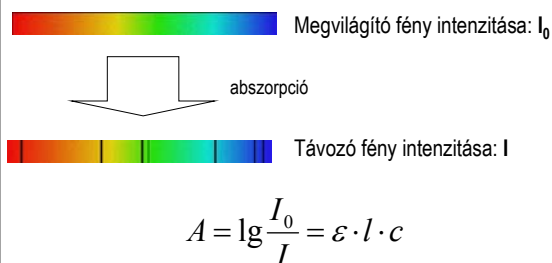 Megvilágító fény intenzitása: I₀
abszorpció
Távozó fény intenzitása: I
A = lg I₀/I = ε · l · c